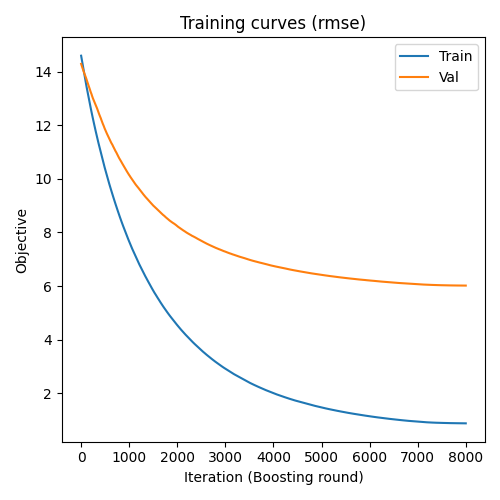 Training curves (rmse)
Train
Val
14
12
10
8
6
4
2
Objective
0 1000 2000 3000 4000 5000 6000 7000 8000
Iteration (Boosting round)